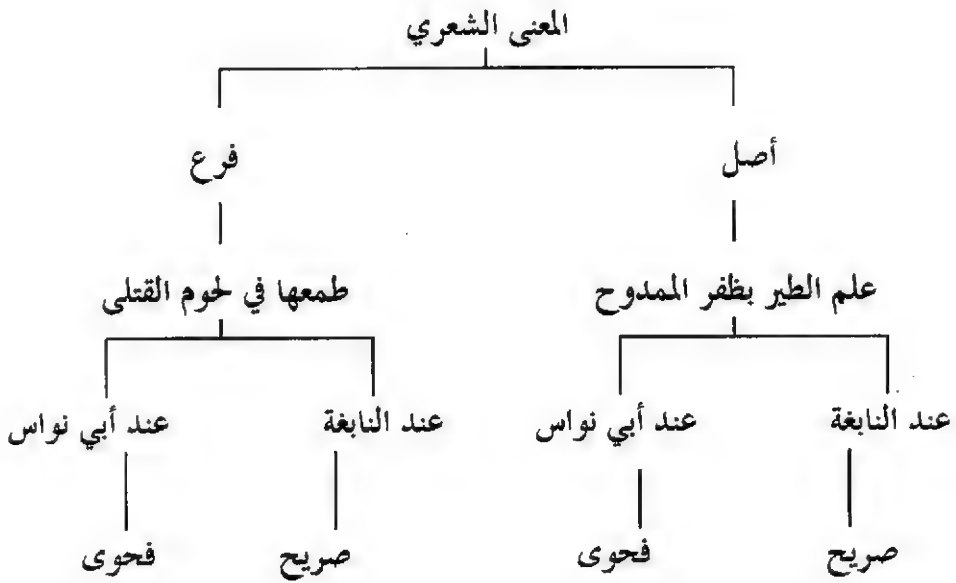 المعنى الشعري
أصل
فرع
علم الطير بظفر الممدوح
طمعها في لحوم القتلى
عند النابغة
عند أبي نواس
عند النابغة
عند أبي نواس
صريح
فحوى
صريح
فحوى